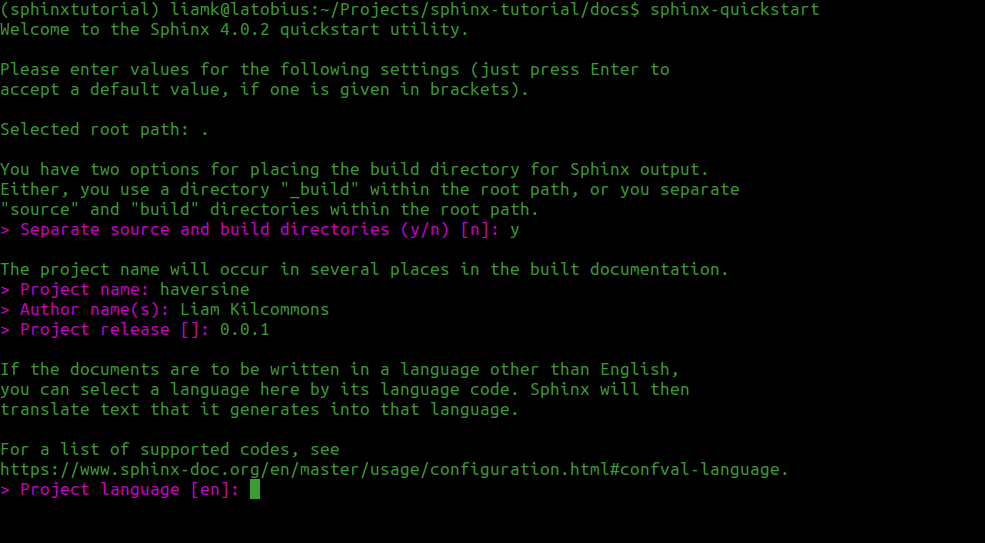 (sphinxtutorial) liamk@latobius:~/Projects/sphinx-tutorial/docs$ sphinx-quickstart
Welcome to the Sphinx 4.0.2 quickstart utility.
Please enter values for the following settings (just press Enter to
accept a default value, if one is given in brackets).
Selected root path: .
You have two options for placing the build directory for Sphinx output.
Either, you use a directory "_build" within the root path, or you separate
"source" and "build" directories within the root path.
> Separate source and build directories (y/n) [n]: y
The project name will occur in several places in the built documentation.
> Project name: haversine
> Author name(s): Liam Kilcommons
> Project release []: 0.0.1
If the documents are to be written in a language other than English,
you can select a language here by its language code. Sphinx will then
translate text that it generates into that language.
For a list of supported codes, see
https://www.sphinx-doc.org/en/master/usage/configuration.html#confval-language.
> Project language [en]: